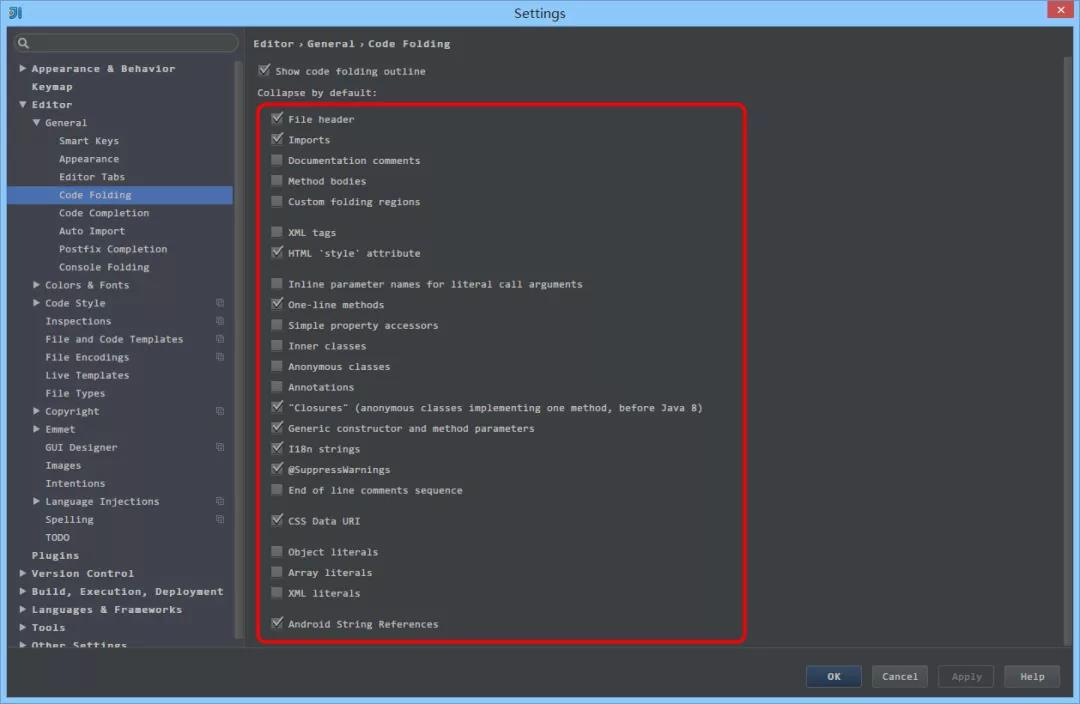 Settings
Appearance & Behavior
Keymap
Editor
General
Smart Keys
Appearance
Editor Tabs
Code Folding
Code Completion
Auto Import
Postfix Completion
Console Folding
Colors & Fonts
Code Style
Inspections
File and Code Templates
File Encodings
Live Templates
File Types
Copyright
Emmet
GUI Designer
Images
Intentions
Language Injections
Spelling
TODO
Plugins
Version Control
Build, Execution, Deployment
Languages & Frameworks
Tools
Other Settings
Editor › General › Code Folding
Show code folding outline
Collapse by default:
File header
Imports
Documentation comments
Method bodies
Custom folding regions
XML tags
HTML `style` attribute
Inline parameter names for literal call arguments
One-line methods
Simple property accessors
Inner classes
Anonymous classes
Annotations
"Closures" (anonymous classes implementing one method, before Java 8)
Generic constructor and method parameters
I18n strings
@SuppressWarnings
End of line comments sequence
CSS Data URI
Object literals
Array literals
XML literals
Android String References
OK
Cancel
Apply
Help